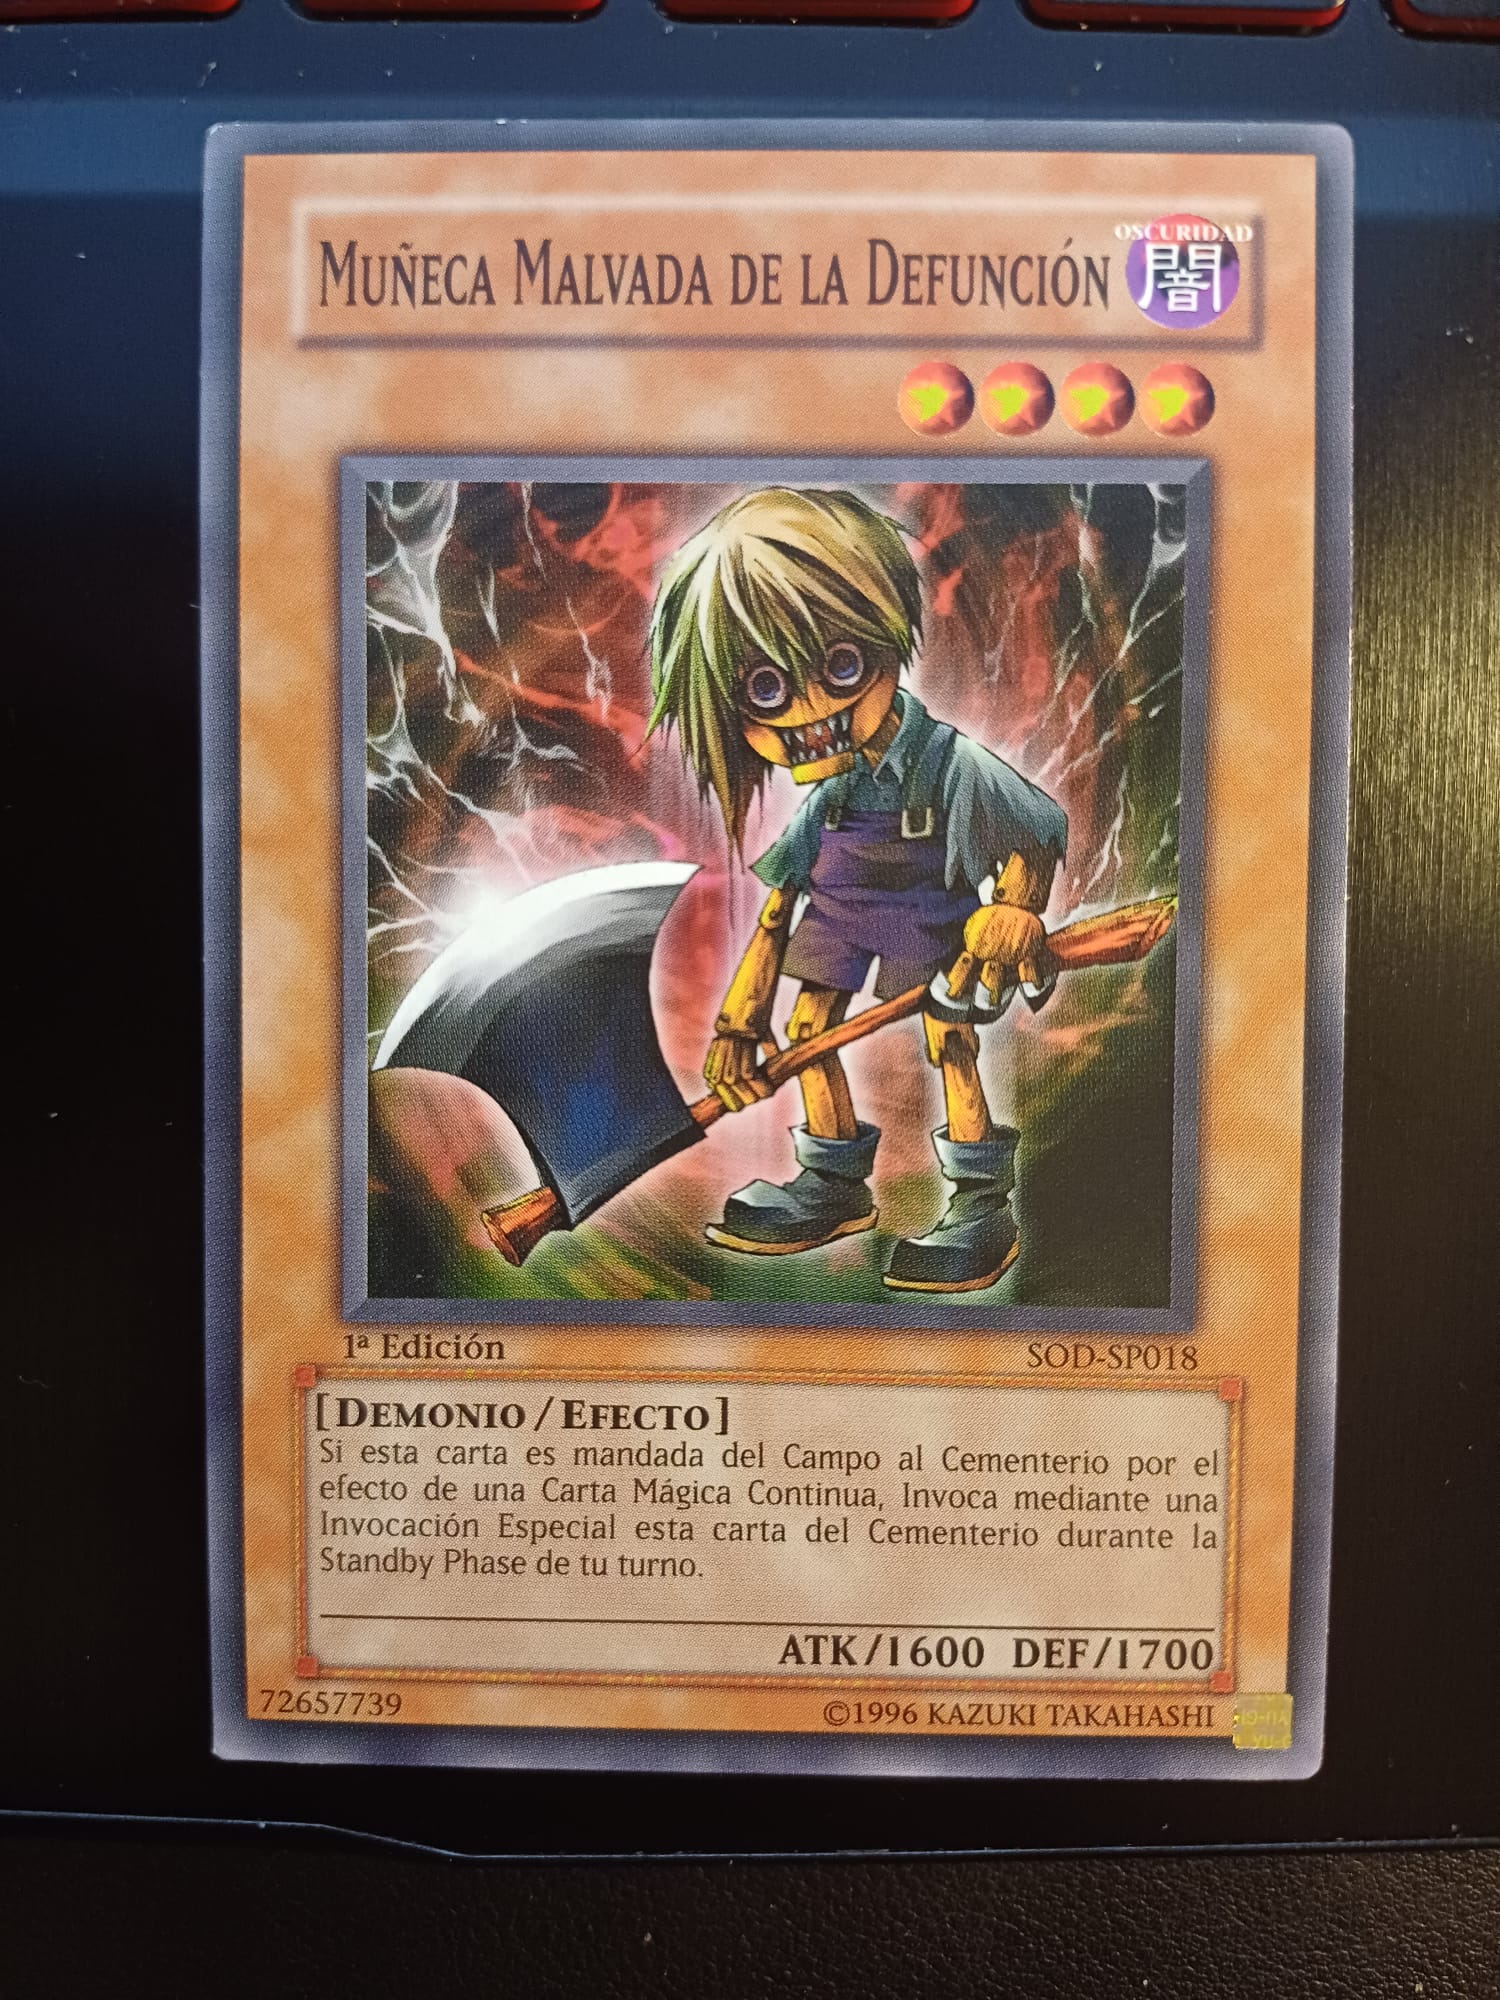 Muñeca Malvada de la Defunción
OSCURIDAD
闇
1ª Edición
SOD-SP018
[Demonio/Efecto]
Si esta carta es mandada del Campo al Cementerio por el
efecto de una Carta Mágica Continua, Invoca mediante una
Invocación Especial esta carta del Cementerio durante la
Standby Phase de tu turno.
ATK/1600 DEF/1700
72657739
©1996 KAZUKI TAKAHASHI